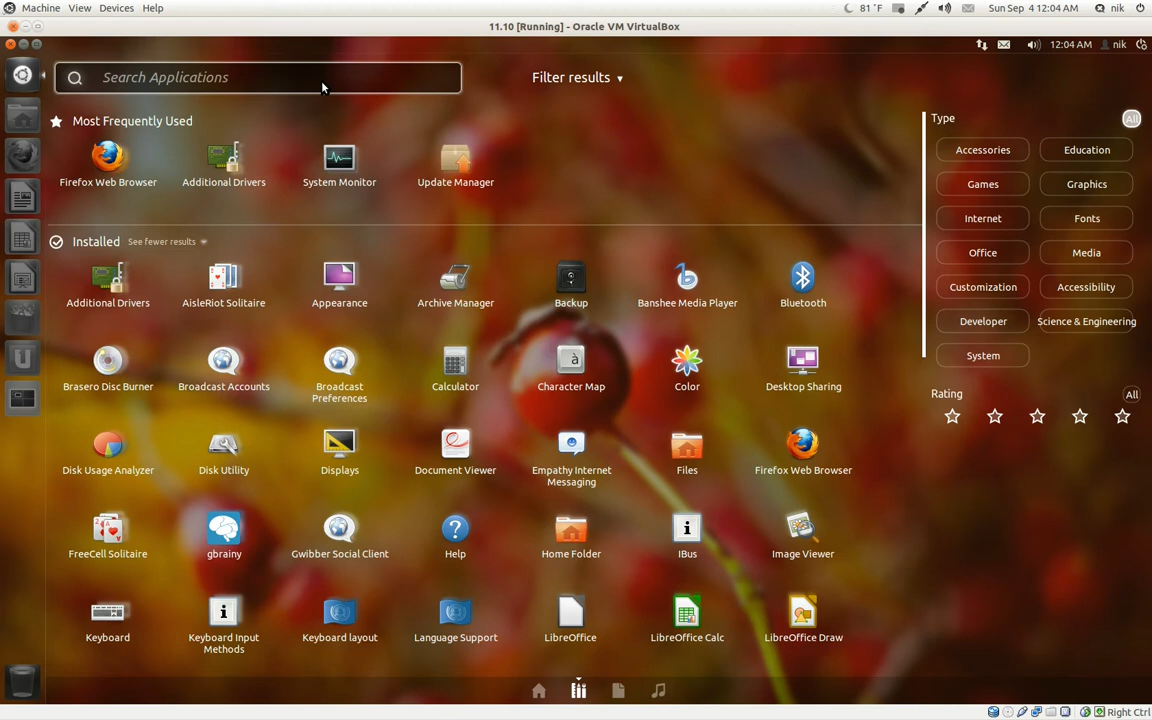 Machine View Devices Help
81 °F Sun Sep 4 12:04 AM nik
11.10 [Running] - Oracle VM VirtualBox
12:04 AM nik
Search Applications
Filter results
Most Frequently Used
Firefox Web Browser Additional Drivers System Monitor Update Manager
Installed See fewer results
Additional Drivers AisleRiot Solitaire Appearance Archive Manager Backup Banshee Media Player Bluetooth
Brasero Disc Burner Broadcast Accounts Broadcast Preferences Calculator Character Map Color Desktop Sharing
Disk Usage Analyzer Disk Utility Displays Document Viewer Empathy Internet Messaging Files Firefox Web Browser
FreeCell Solitaire gbrainy Gwibber Social Client Help Home Folder IBus Image Viewer
Keyboard Keyboard Input Methods Keyboard layout Language Support LibreOffice LibreOffice Calc LibreOffice Draw
Type All
Accessories Education
Games Graphics
Internet Fonts
Office Media
Customization Accessibility
Developer Science & Engineering
System
Rating All
Right Ctrl